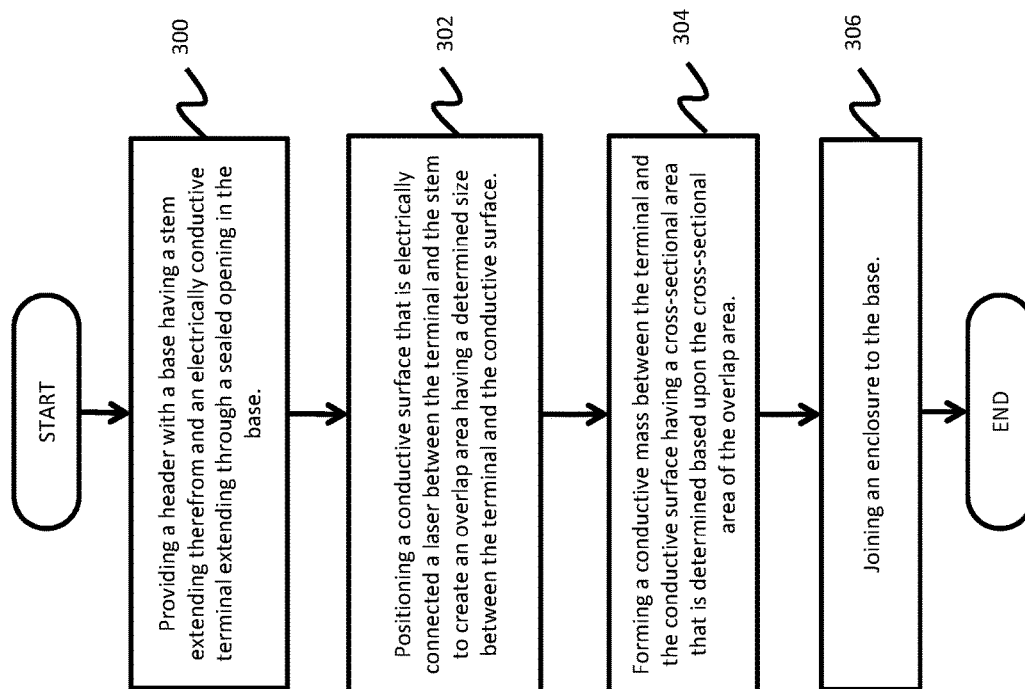 START
300
Providing a header with a base having a stem
extending therefrom and an electrically conductive
terminal extending through a sealed opening in the
base.
302
Positioning a conductive surface that is electrically
connected a laser between the terminal and the stem
to create an overlap area having a determined size
between the terminal and the conductive surface.
304
Forming a conductive mass between the terminal and
the conductive surface having a cross-sectional area
that is determined based upon the cross-sectional
area of the overlap area.
306
Joining an enclosure to the base.
END